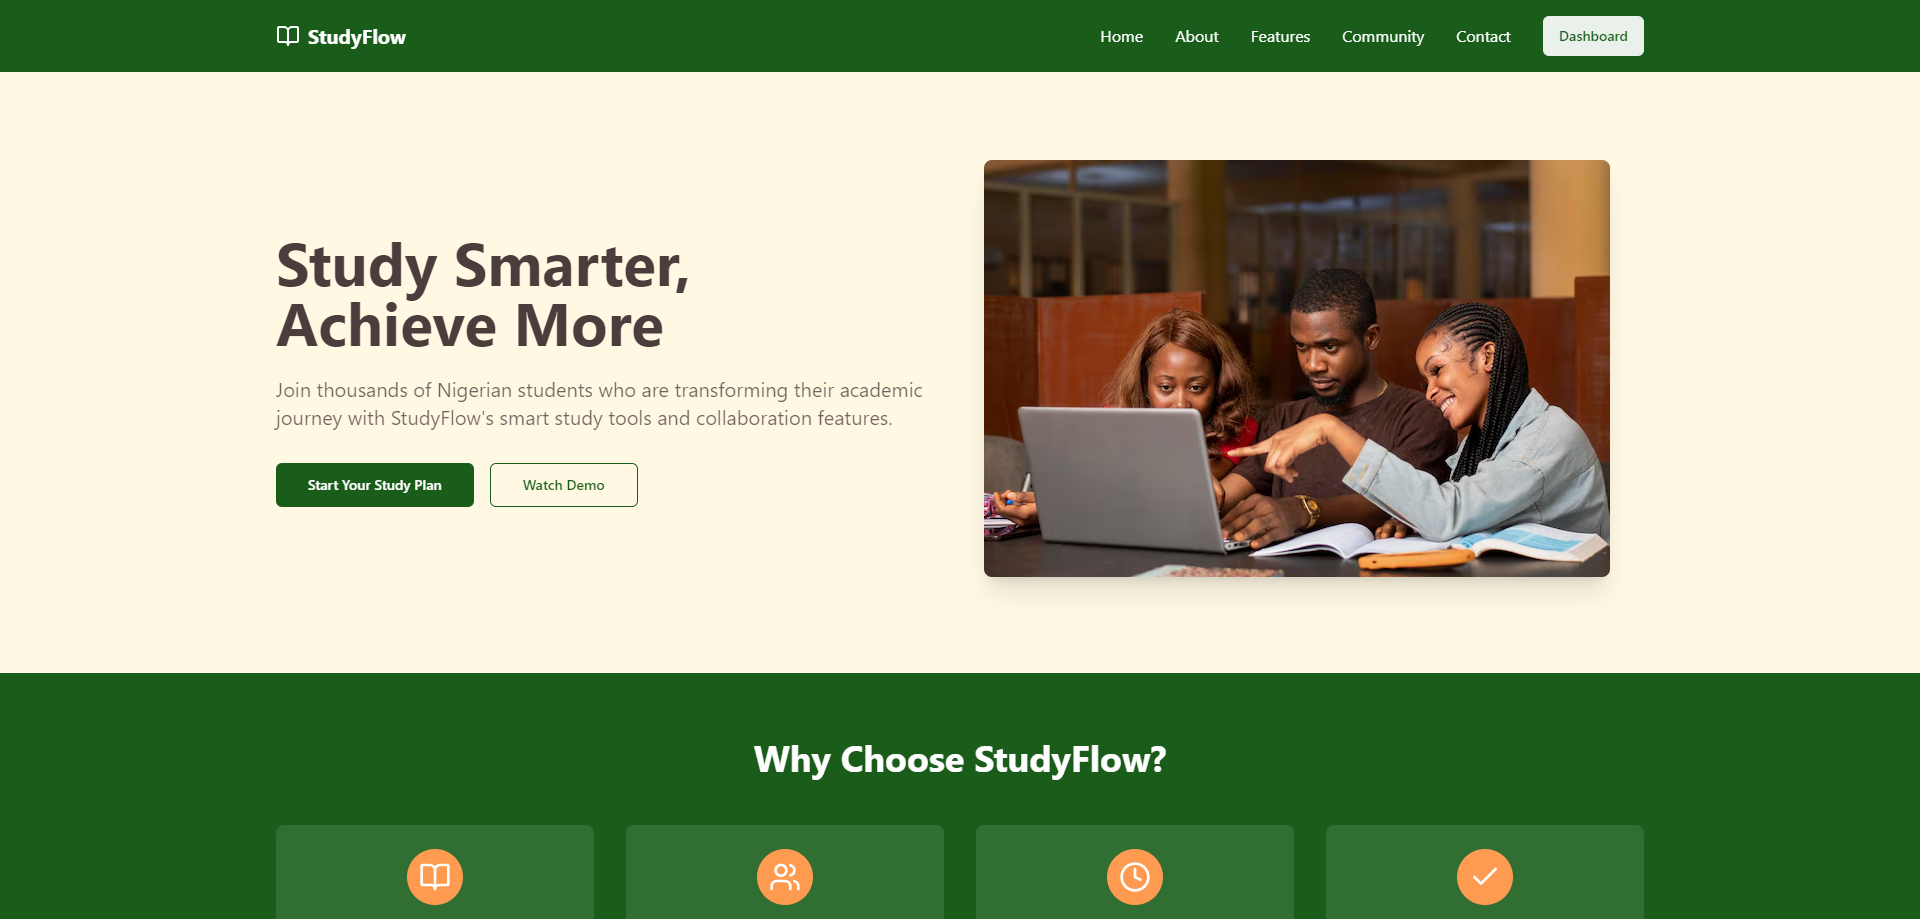 StudyFlow
Home
About
Features
Community
Contact
Dashboard
Study Smarter,
Achieve More
Join thousands of Nigerian students who are transforming their academic
journey with StudyFlow's smart study tools and collaboration features.
Start Your Study Plan
Watch Demo
Why Choose StudyFlow?